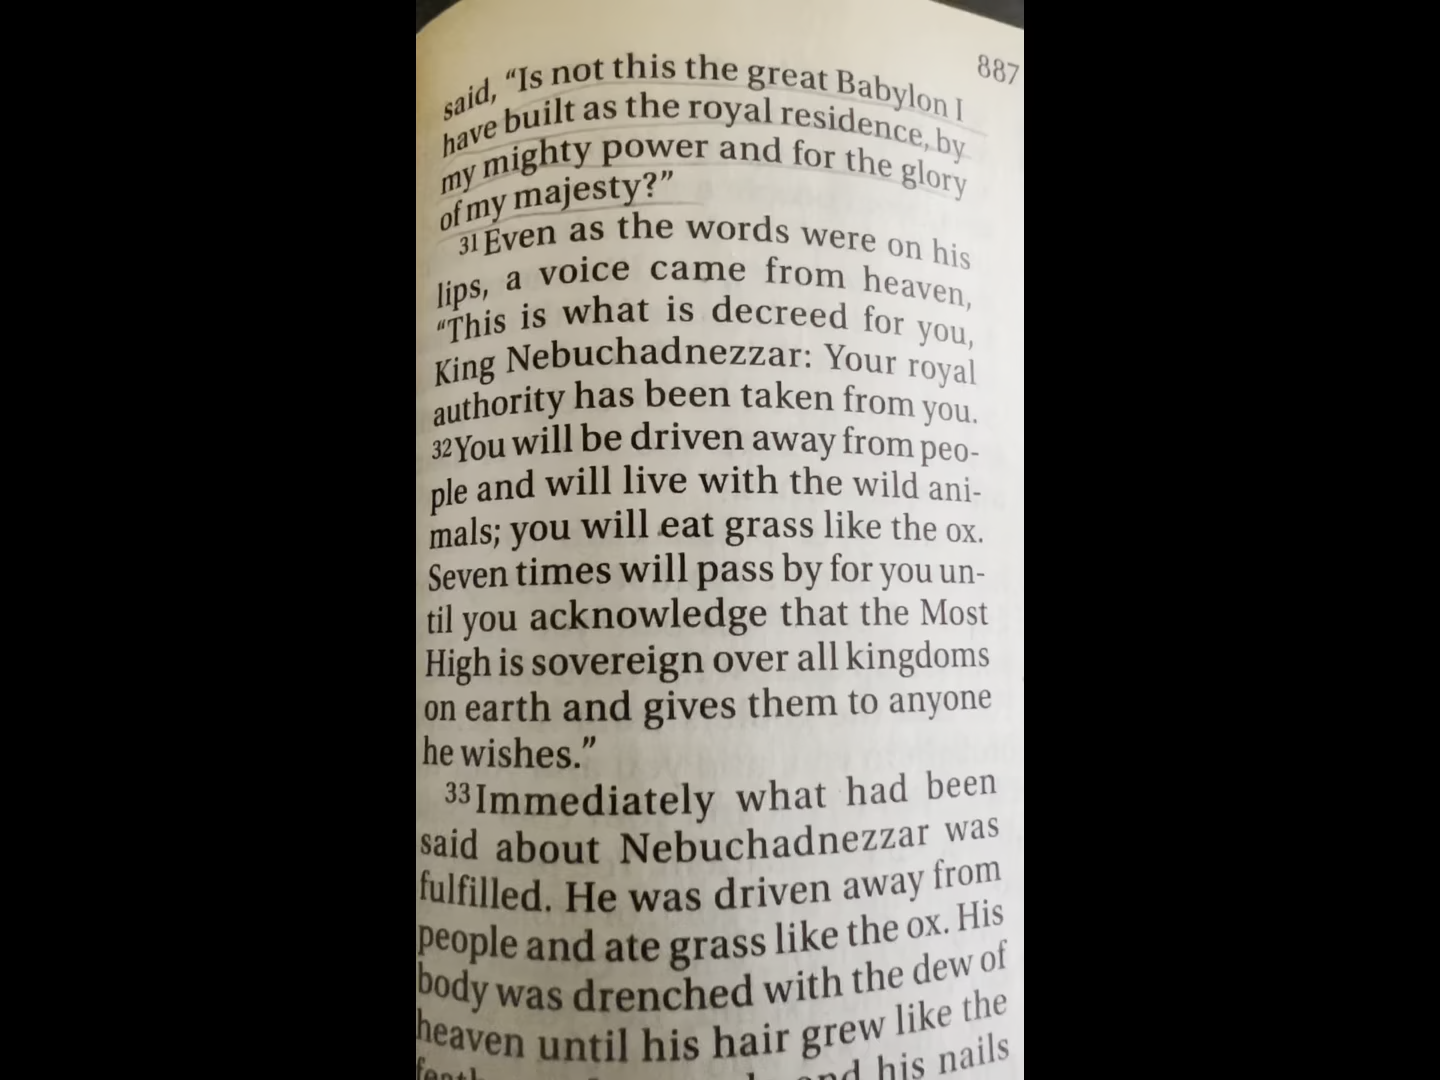 887
said, “Is not this the great Babylon I
have built as the royal residence, by
my mighty power and for the glory
of my majesty?”
31Even as the words were on his
lips, a voice came from heaven,
“This is what is decreed for you,
King Nebuchadnezzar: Your royal
authority has been taken from you.
32You will be driven away from peo-
ple and will live with the wild ani-
mals; you will eat grass like the ox.
Seven times will pass by for you un-
til you acknowledge that the Most
High is sovereign over all kingdoms
on earth and gives them to anyone
he wishes.”
33Immediately what had been
said about Nebuchadnezzar was
fulfilled. He was driven away from
people and ate grass like the ox. His
body was drenched with the dew of
heaven until his hair grew like the
and his nails